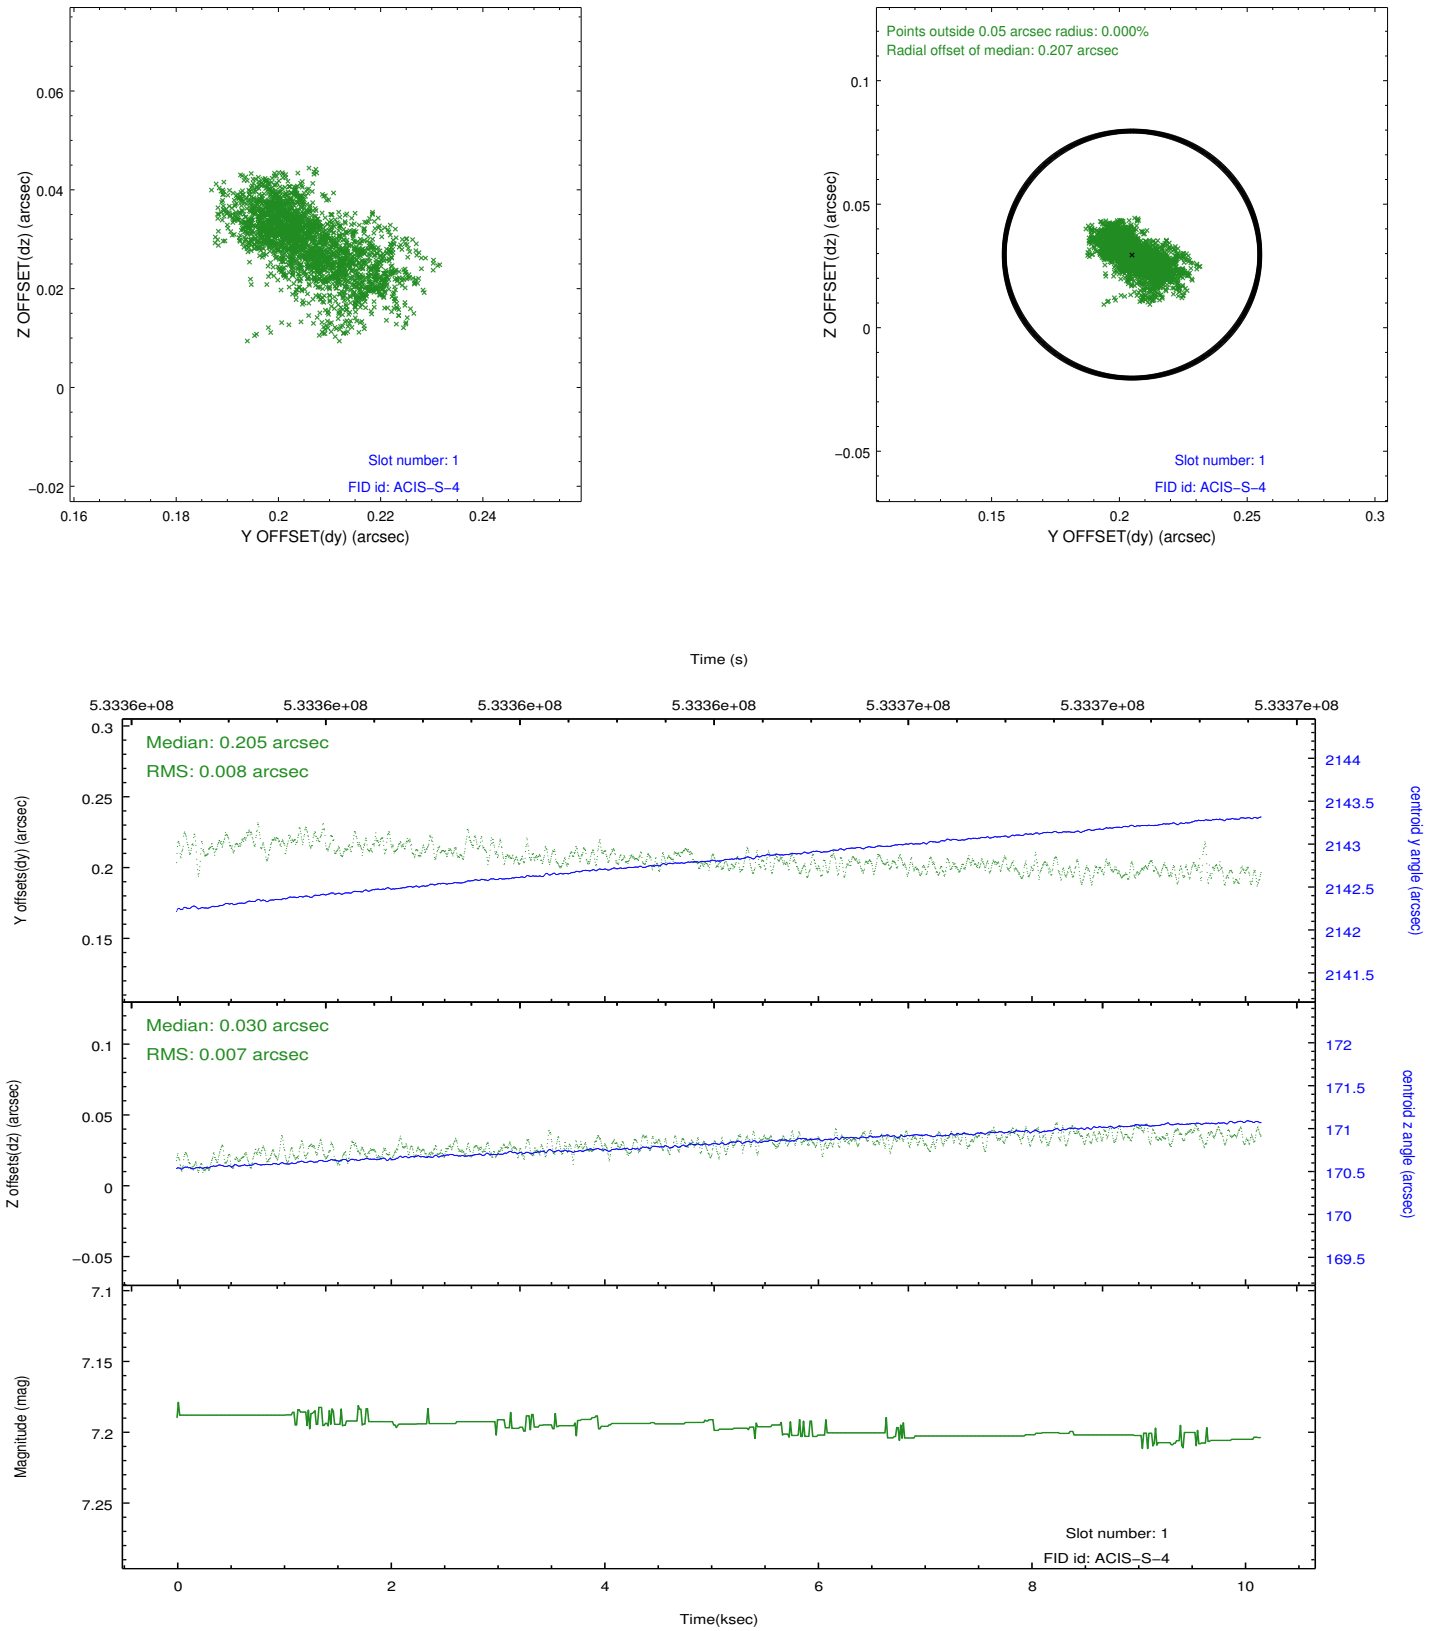 0.06
0.04
0.02
0
−0.02
0.16
0.18
0.2
0.22
0.24
Z OFFSET(dz) (arcsec)
Y OFFSET(dy) (arcsec)
Slot number: 1
FID id: ACIS−S−4
Points outside 0.05 arcsec radius: 0.000%
Radial offset of median: 0.207 arcsec
0.1
0.05
0
−0.05
0.15
0.2
0.25
0.3
Z OFFSET(dz) (arcsec)
Y OFFSET(dy) (arcsec)
Slot number: 1
FID id: ACIS−S−4
Time (s)
5.3336e+08 5.3336e+08 5.3336e+08 5.3336e+08 5.3337e+08 5.3337e+08 5.3337e+08
Median: 0.205 arcsec
RMS: 0.008 arcsec
0.3
0.25
0.2
0.15
Y offsets(dy) (arcsec)
2144
2143.5
2143
2142.5
2142
2141.5
centroid y angle (arcsec)
Median: 0.030 arcsec
RMS: 0.007 arcsec
0.1
0.05
0
−0.05
Z offsets(dz) (arcsec)
172
171.5
171
170.5
170
169.5
centroid z angle (arcsec)
7.1
7.15
7.2
7.25
Magnitude (mag)
Slot number: 1
FID id: ACIS−S−4
0 2 4 6 8 10
Time(ksec)